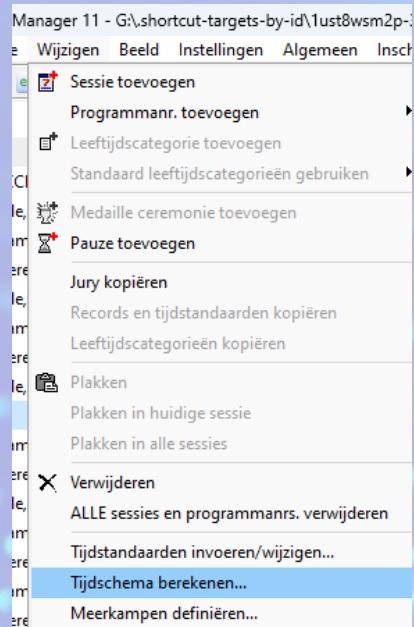 Manager 11 - G:\.shortcut-targets-by-id\1ust8wsm2p-
e Wijzigen Beeld Instellingen Algemeen Insch
Sessie toevoegen
Programmanr. toevoegen
Leeftijdscategorie toevoegen
Standaard leeftijdscategorieën gebruiken
Medaille ceremonie toevoegen
Pauze toevoegen
Jury kopiëren
Records en tijdstandaarden kopiëren
Leeftijdscategorieën kopiëren
Plakken
Plakken in huidige sessie
Plakken in alle sessies
Verwijderen
ALLE sessies en programmanrs. verwijderen
Tijdstandaarden invoeren/wijzigen...
Tijdschema berekenen...
Meerkampen definiëren...